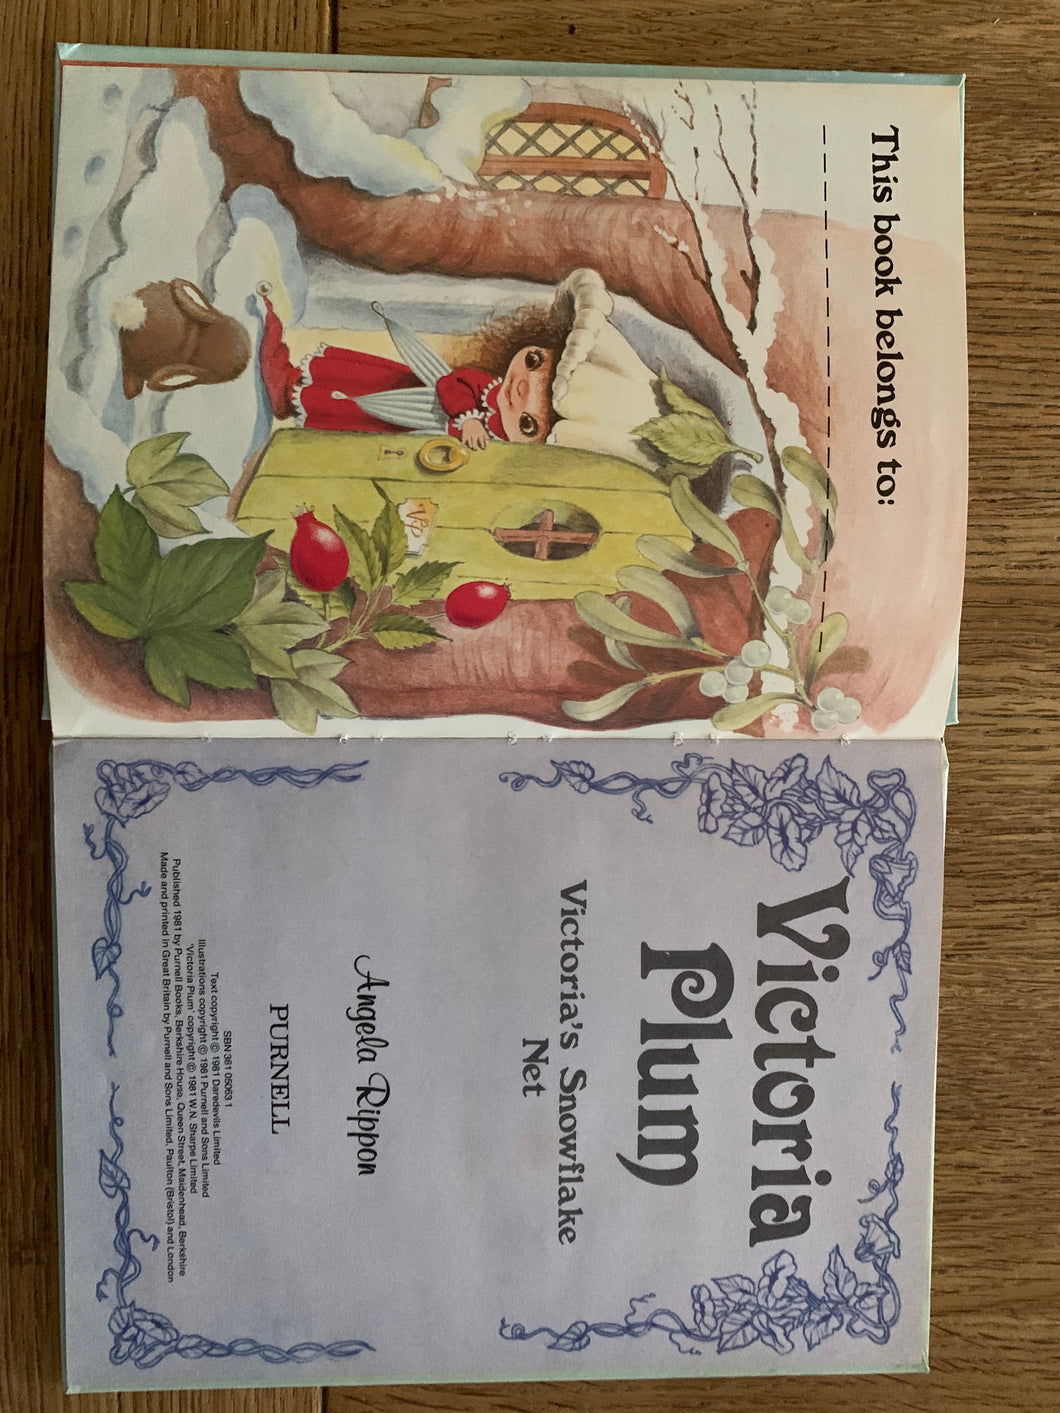 This book belongs to:
No
Victoria
Plum
Victoria's Snowflake
Net
Angela Rippon
PURNELL
SBN 361 05063 1
Text copyright © 1981 Daredevils Limited
Illustrations copyright © 1981 Purnell and Sons Limited
'Victoria Plum' copyright © 1981 W.N. Sharpe Limited
Published 1981 by Purnell Books, Berkshire House, Queen Street, Maidenhead, Berkshire
Made and printed in Great Britain by Purnell and Sons Limited, Paulton (Bristol) and London